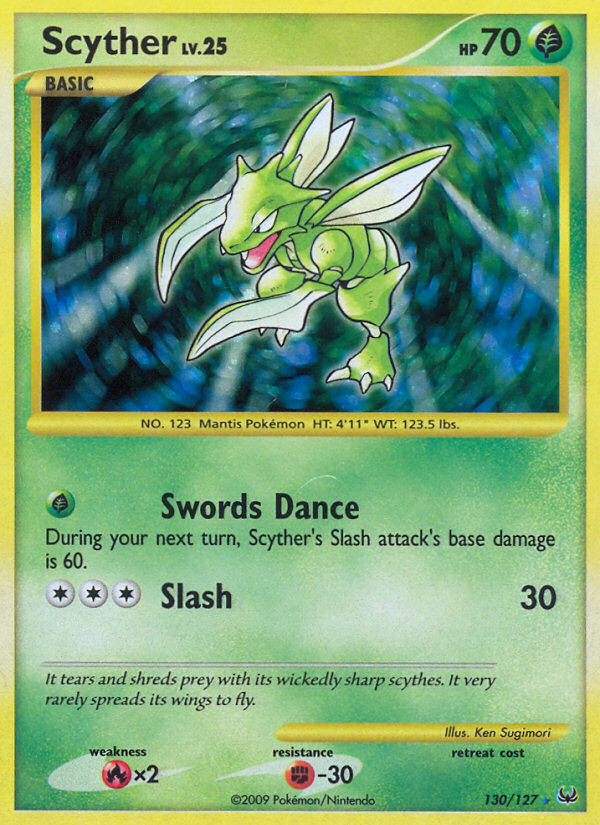 Scyther LV.25
HP 70
BASIC
NO. 123 Mantis Pokémon HT: 4'11" WT: 123.5 lbs.
Swords Dance
During your next turn, Scyther's Slash attack's base damage
is 60.
Slash 30
It tears and shreds prey with its wickedly sharp scythes. It very
rarely spreads its wings to fly.
Illus. Ken Sugimori
weakness resistance retreat cost
×2 -30
©2009 Pokémon/Nintendo 130/127